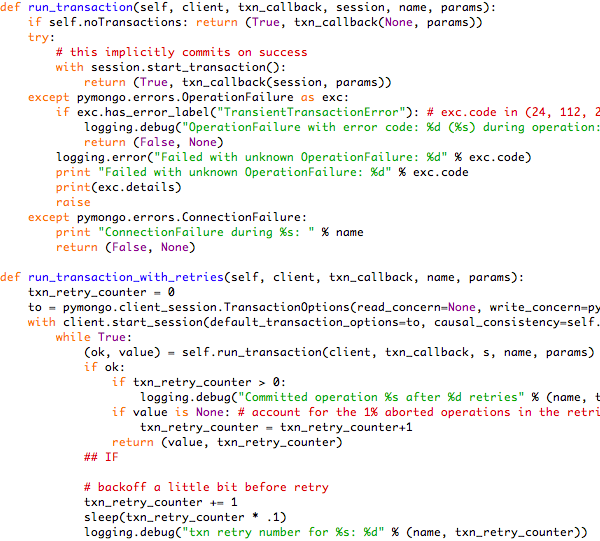 def run_transaction(self, client, txn_callback, session, name, params):
    if self.noTransactions: return (True, txn_callback(None, params))
    try:
        # this implicitly commits on success
        with session.start_transaction():
            return (True, txn_callback(session, params))
    except pymongo.errors.OperationFailure as exc:
        if exc.has_error_label("TransientTransactionError"): # exc.code in (24, 112, 2
            logging.debug("OperationFailure with error code: %d (%s) during operation:
            return (False, None)
        logging.error("Failed with unknown OperationFailure: %d" % exc.code)
        print "Failed with unknown OperationFailure: %d" % exc.code
        print(exc.details)
        raise
    except pymongo.errors.ConnectionFailure:
        print "ConnectionFailure during %s: " % name
        return (False, None)

def run_transaction_with_retries(self, client, txn_callback, name, params):
    txn_retry_counter = 0
    to = pymongo.client_session.TransactionOptions(read_concern=None, write_concern=py
    with client.start_session(default_transaction_options=to, causal_consistency=self.
        while True:
            (ok, value) = self.run_transaction(client, txn_callback, s, name, params)
            if ok:
                if txn_retry_counter > 0:
                    logging.debug("Committed operation %s after %d retries" % (name, t
                if value is None: # account for the 1% aborted operations in the retri
                    txn_retry_counter = txn_retry_counter+1
                return (value, txn_retry_counter)
            ## IF

            # backoff a little bit before retry
            txn_retry_counter += 1
            sleep(txn_retry_counter * .1)
            logging.debug("txn retry number for %s: %d" % (name, txn_retry_counter))